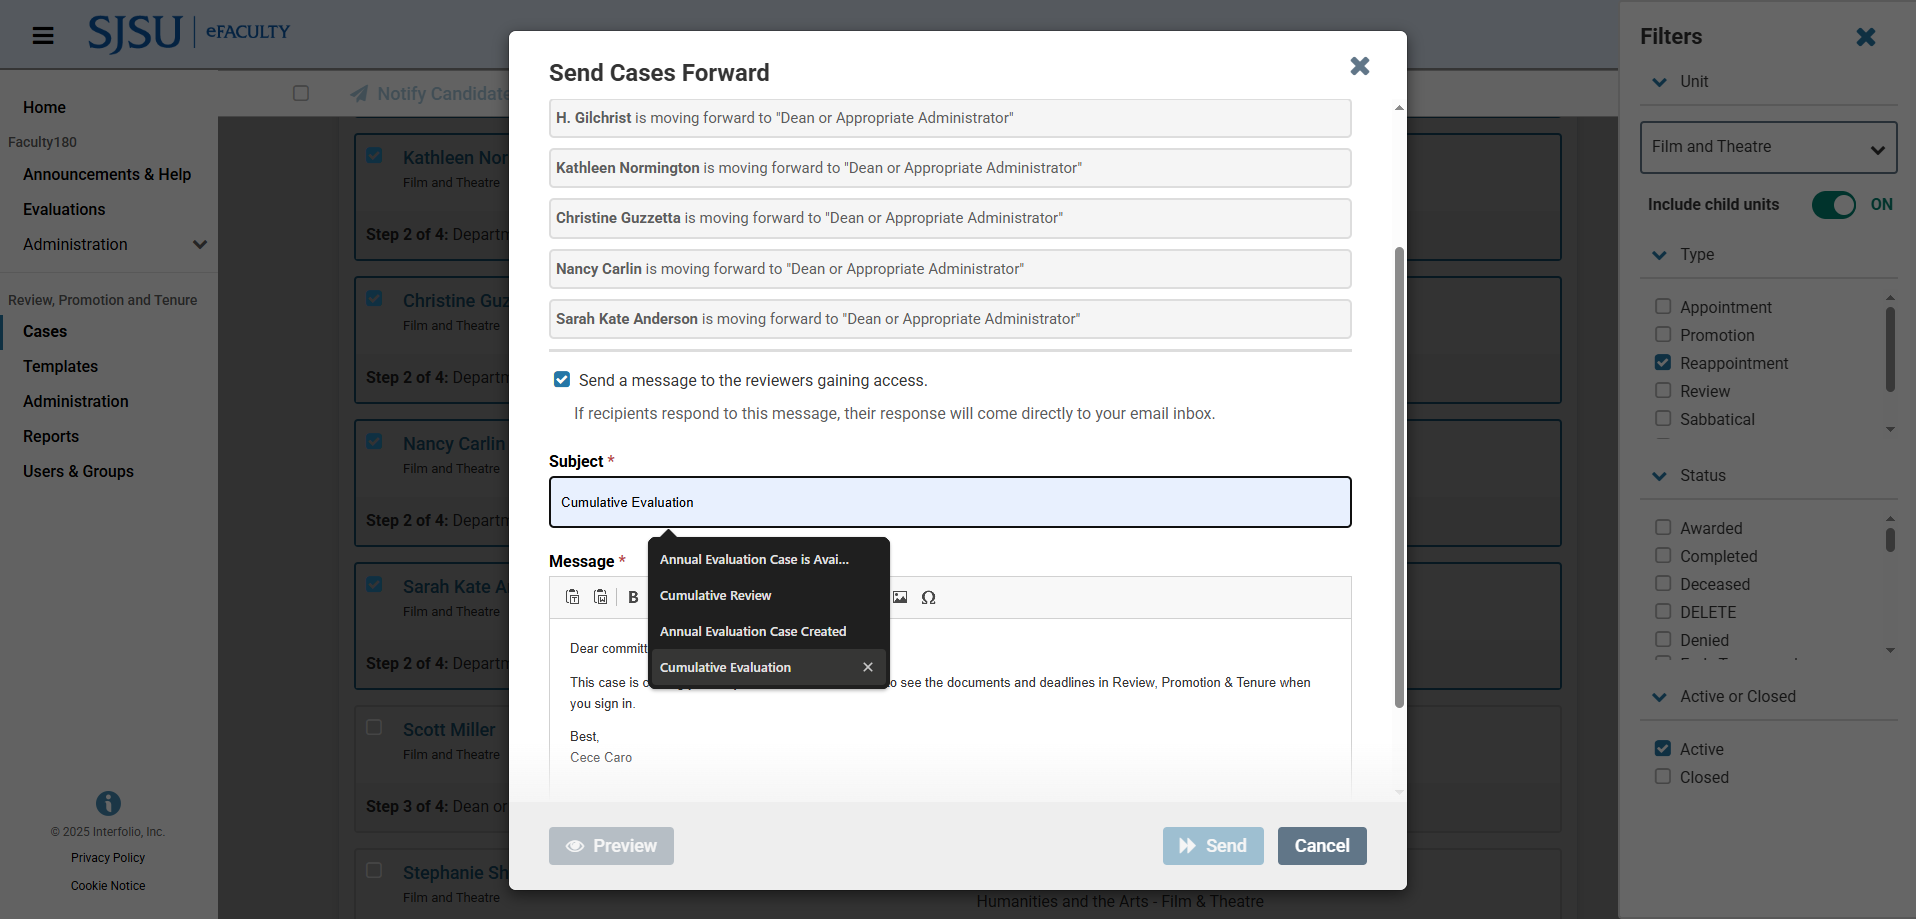 SJSU | eFACULTY
Home
Faculty180
Announcements & Help
Evaluations
Administration
Review, Promotion and Tenure
Cases
Templates
Administration
Reports
Users & Groups
© 2025 Interfolio, Inc.
Privacy Policy
Cookie Notice
Notify Candidate
Kathleen Nor
Film and Theatre
Step 2 of 4: Departm
Christine Guz
Film and Theatre
Step 2 of 4: Departm
Nancy Carlin
Film and Theatre
Step 2 of 4: Departm
Sarah Kate A
Film and Theatre
Step 2 of 4: Departm
Scott Miller
Film and Theatre
Step 3 of 4: Dean or
Stephanie Sh
Film and Theatre
Humanities and the Arts - Film & Theatre
Send Cases Forward
H. Gilchrist is moving forward to "Dean or Appropriate Administrator"
Kathleen Normington is moving forward to "Dean or Appropriate Administrator"
Christine Guzzetta is moving forward to "Dean or Appropriate Administrator"
Nancy Carlin is moving forward to "Dean or Appropriate Administrator"
Sarah Kate Anderson is moving forward to "Dean or Appropriate Administrator"
Send a message to the reviewers gaining access.
If recipients respond to this message, their response will come directly to your email inbox.
Subject *
Cumulative Evaluation
Annual Evaluation Case is Avai...
Cumulative Review
Annual Evaluation Case Created
Cumulative Evaluation
Message *
B
Ω
Dear committ
This case is c
o see the documents and deadlines in Review, Promotion & Tenure when
you sign in.
Best,
Cece Caro
Preview
Send
Cancel
Filters
Unit
Film and Theatre
Include child units ON
Type
Appointment
Promotion
Reappointment
Review
Sabbatical
Status
Awarded
Completed
Deceased
DELETE
Denied
Active or Closed
Active
Closed